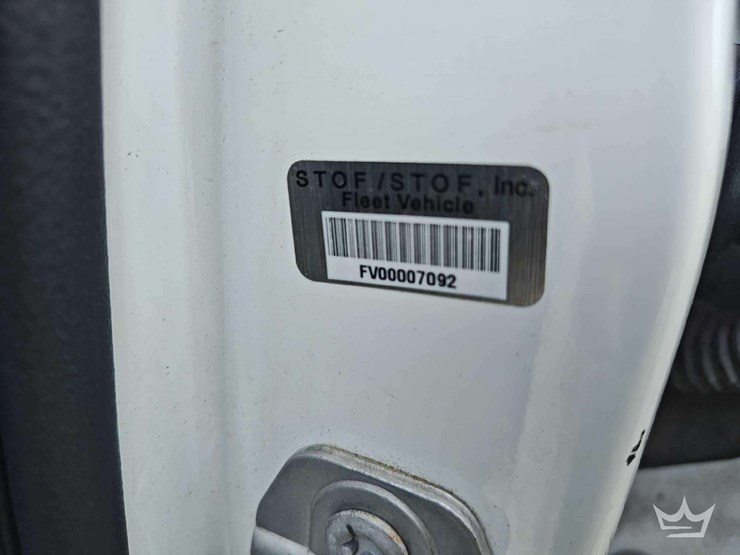 STOF/STOF, Inc.
Fleet Vehicle
FV00007092